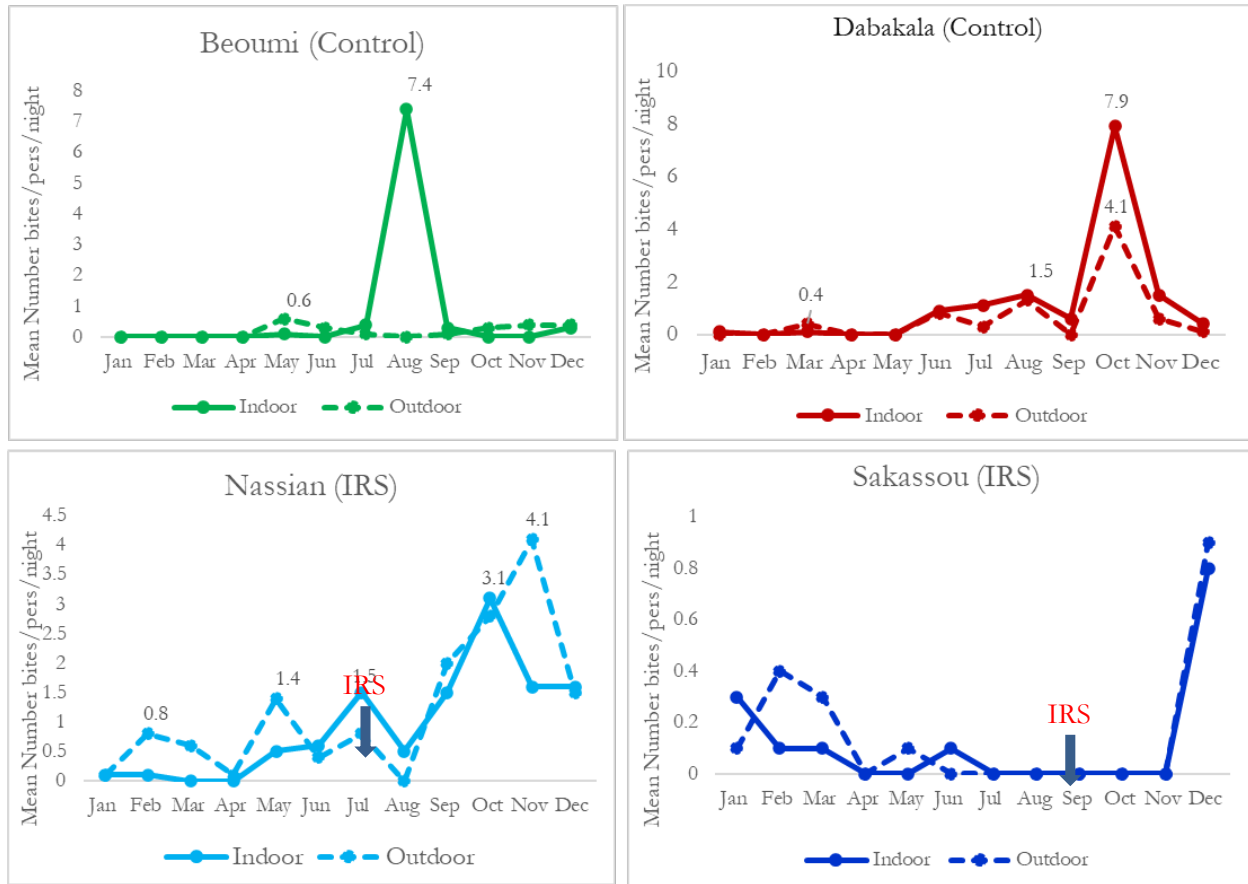 Beoumi (Control)
Mean Number bites/pers/night
8
7
6
5
4
3
2
1
0
7.4
0.6
Jan Feb Mar Apr May Jun Jul Aug Sep Oct Nov Dec
Indoor Outdoor
Dabakala (Control)
Mean Number bites/pers/night
10
8
6
4
2
0
7.9
4.1
1.5
0.4
Jan Feb Mar Apr May Jun Jul Aug Sep Oct Nov Dec
Indoor Outdoor
Nassian (IRS)
Mean Number bites/pers/night
4.5
4
3.5
3
2.5
2
1.5
1
0.5
0
4.1
3.1
1.5
1.4
0.8
IRS
Jan Feb Mar Apr May Jun Jul Aug Sep Oct Nov Dec
Indoor Outdoor
Sakassou (IRS)
Mean Number bites/pers/night
1
0.8
0.6
0.4
0.2
0
IRS
Jan Feb Mar Apr May Jun Jul Aug Sep Oct Nov Dec
Indoor Outdoor